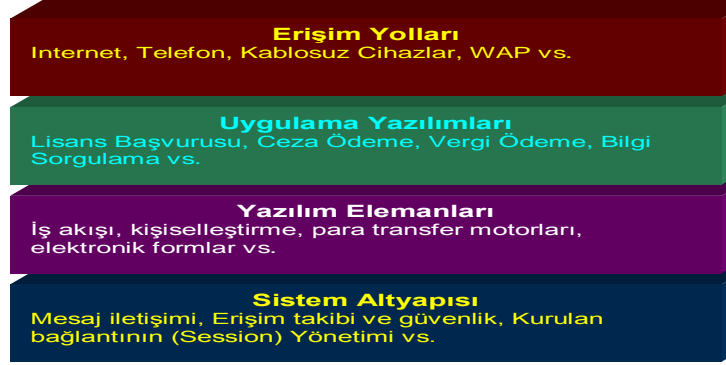 Erişim Yolları
Internet, Telefon, Kablosuz Cihazlar, WAP vs.
Uygulama Yazılımları
Lisans Başvurusu, Ceza Ödeme, Vergi Ödeme, Bilgi
Sorgulama vs.
Yazılım Elemanları
İş akışı, kişiselleştirme, para transfer motorları,
elektronik formlar vs.
Sistem Altyapısı
Mesaj iletişimi, Erişim takibi ve güvenlik, Kurulan
bağlantının (Session) Yönetimi vs.